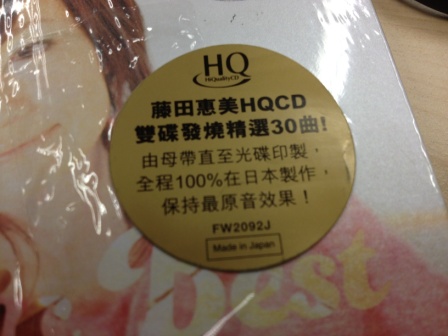 HQ
HiQualityCD
藤田恵美HQCD
雙碟發燒精選30曲!
由母帶直至光碟印製，
全程100%在日本製作，
保持最原音效果！
FW2092J
Made in Japan
best